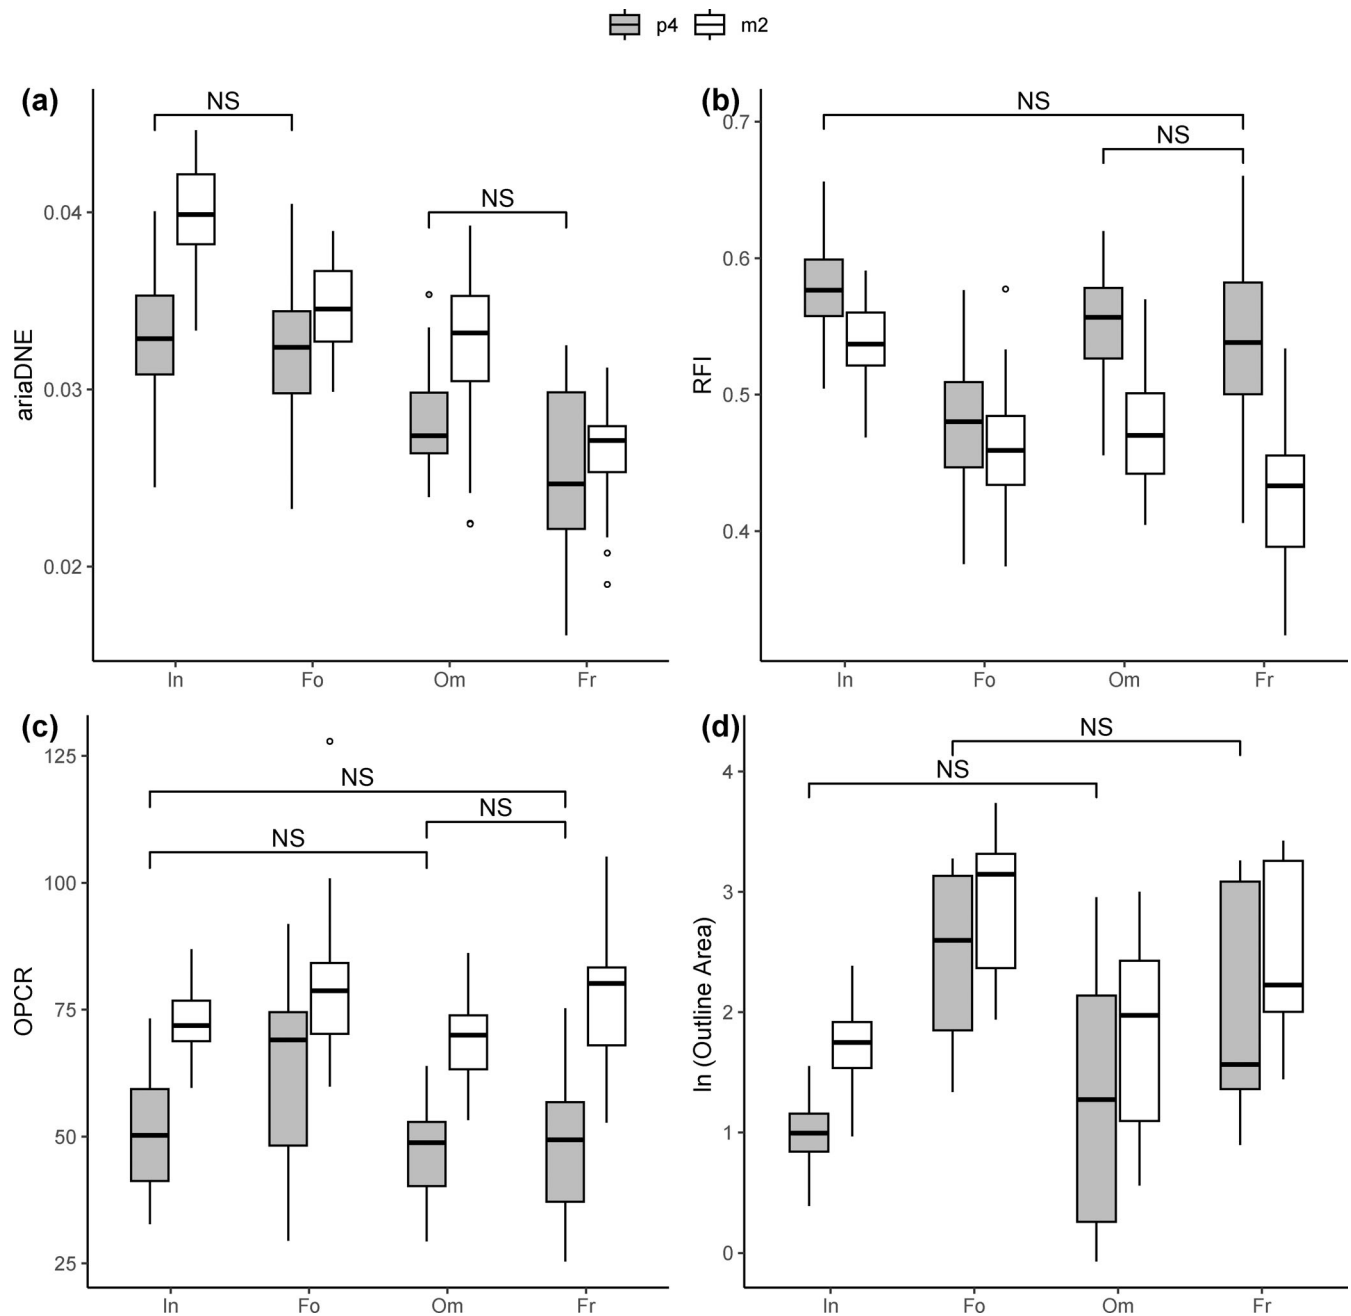 p4 m2
(a)
NS
NS
ariaDNE
0.04
0.03
0.02
In Fo Om Fr
(b)
NS
NS
RFI
0.7
0.6
0.5
0.4
In Fo Om Fr
(c)
NS
NS
NS
OPCR
125
100
75
50
25
In Fo Om Fr
(d)
NS
NS
ln (Outline Area)
4
3
2
1
0
In Fo Om Fr